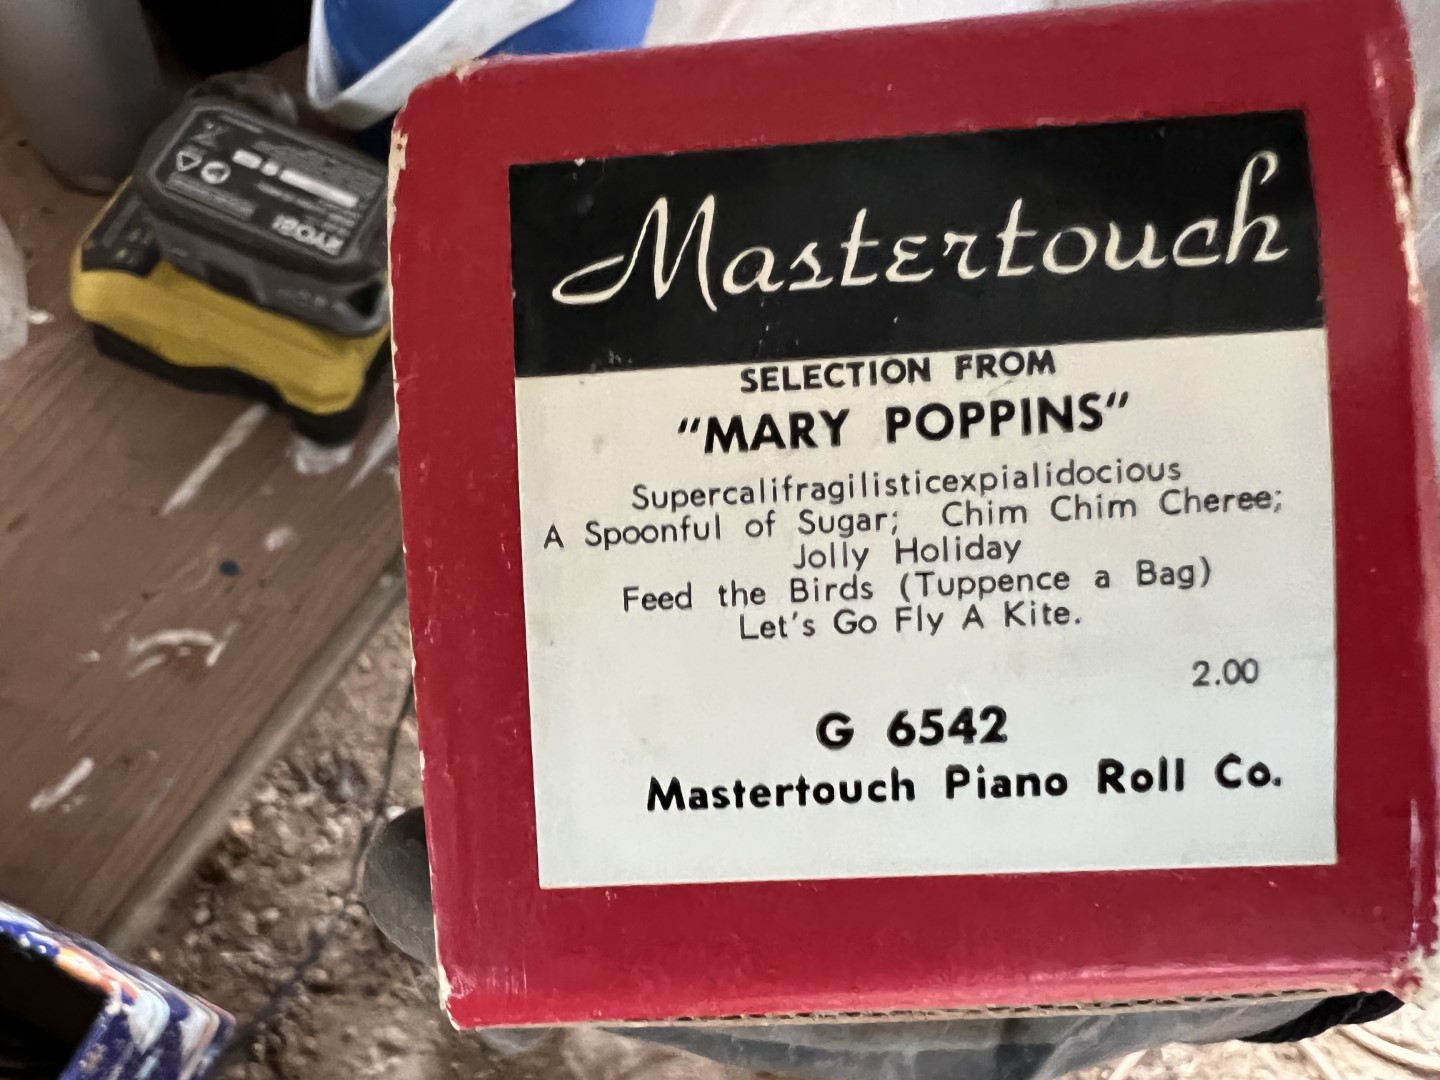 Mastertouch
SELECTION FROM
"MARY POPPINS"
Supercalifragilisticexpialidocious
A Spoonful of Sugar; Chim Chim Cheree;
Jolly Holiday
Feed the Birds (Tuppence a Bag)
Let's Go Fly A Kite.
2.00
G 6542
Mastertouch Piano Roll Co.
RYOBI